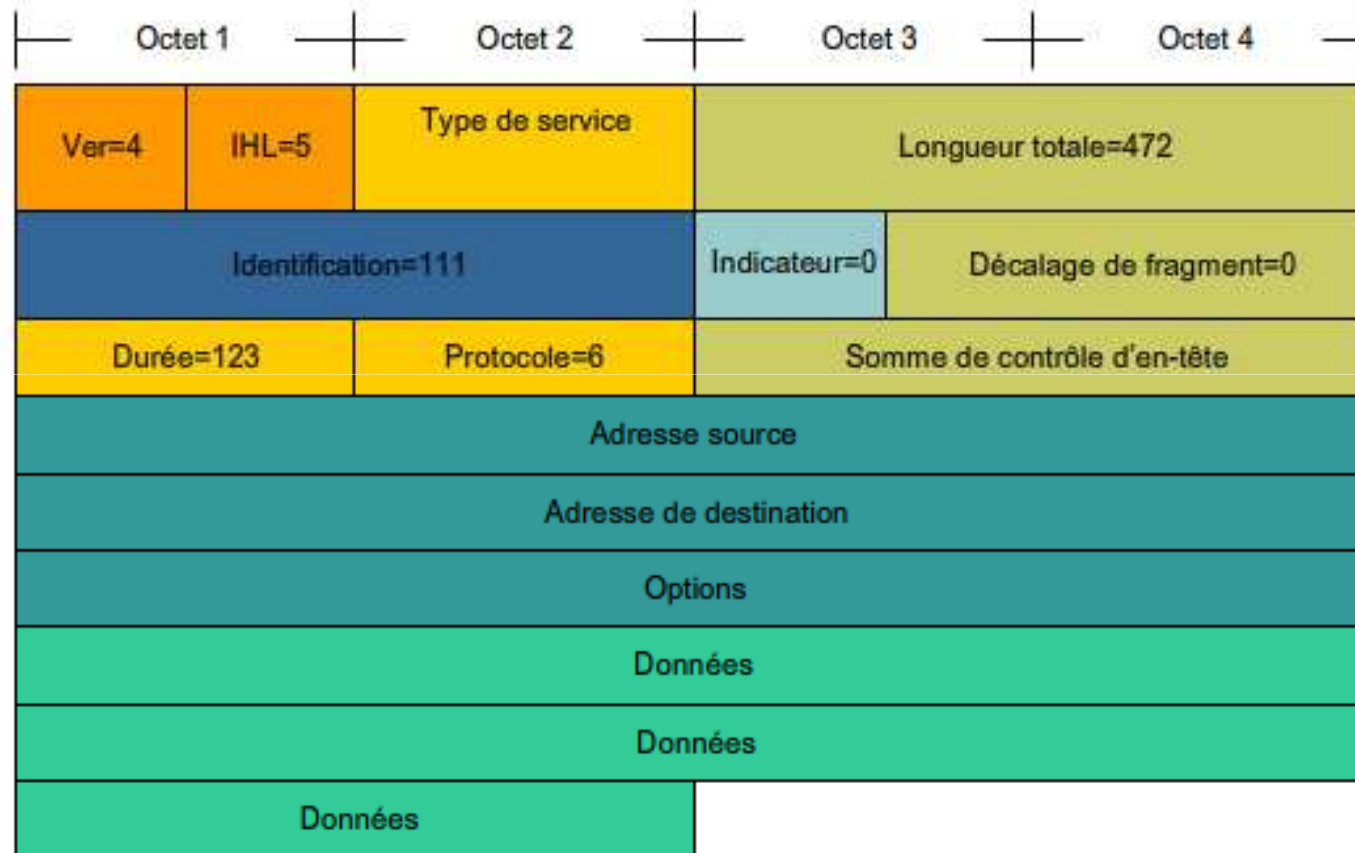 Octet 1 Octet 2 Octet 3 Octet 4
Ver=4 IHL=5 Type de service Longueur totale=472
Identification=111 Indicateur=0 Décalage de fragment=0
Durée=123 Protocole=6 Somme de contrôle d'en-tête
Adresse source
Adresse de destination
Options
Données
Données
Données